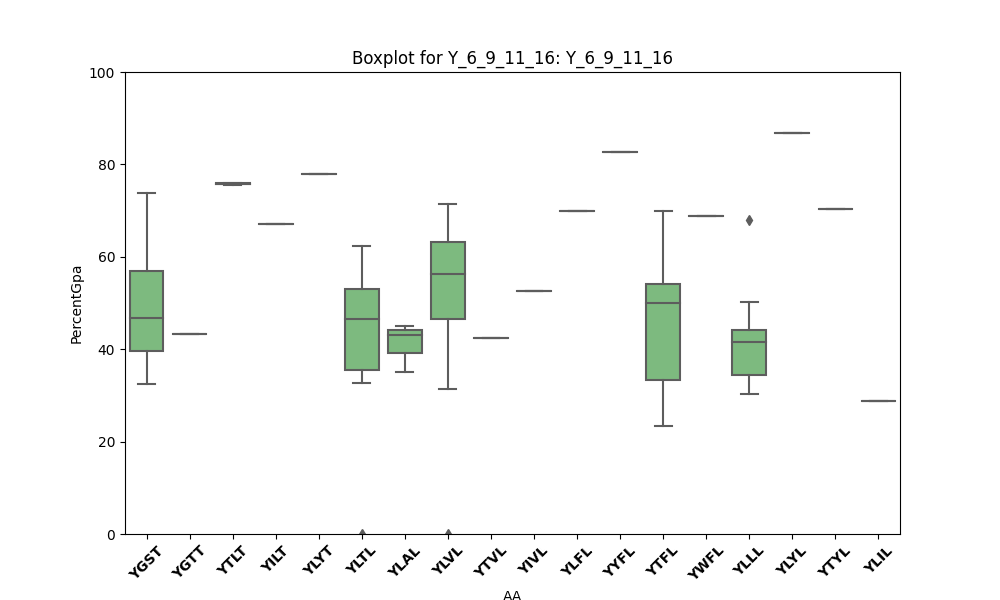 Boxplot for Y_6_9_11_16: Y_6_9_11_16
100
80
60
40
20
0
PercentGpa
YGST
YGTT
YTLT
YILT
YLYT
YLTL
YLAL
YLVL
YTVL
YIVL
YLFL
YYFL
YTFL
YWFL
YLLL
YLYL
YTYL
YLIL
AA